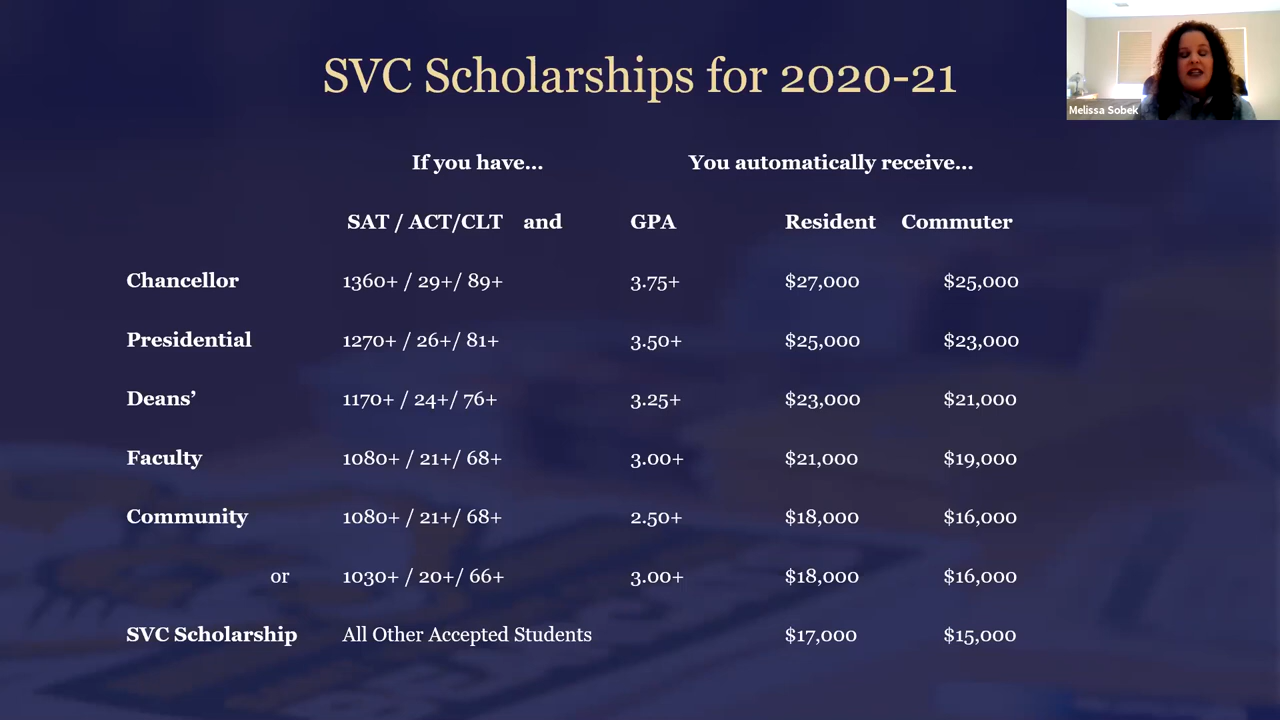 SVC Scholarships for 2020-21
Melissa Sobek
If you have... You automatically receive...
SAT / ACT/CLT and GPA Resident Commuter
Chancellor 1360+ / 29+/ 89+ 3.75+ $27,000 $25,000
Presidential 1270+ / 26+/ 81+ 3.50+ $25,000 $23,000
Deans’ 1170+ / 24+/ 76+ 3.25+ $23,000 $21,000
Faculty 1080+ / 21+/ 68+ 3.00+ $21,000 $19,000
Community 1080+ / 21+/ 68+ 2.50+ $18,000 $16,000
or 1030+ / 20+/ 66+ 3.00+ $18,000 $16,000
SVC Scholarship All Other Accepted Students $17,000 $15,000